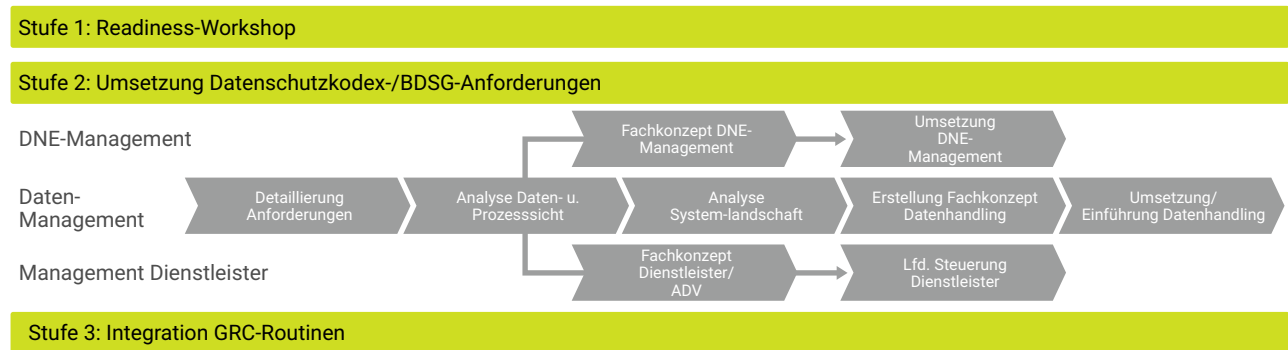 Stufe 1: Readiness-Workshop
Stufe 2: Umsetzung Datenschutzkodex-/BDSG-Anforderungen
DNE-Management
Fachkonzept DNE-
Management
Umsetzung
DNE-
Management
Daten-
Management
Detaillierung
Anforderungen
Analyse Daten- u.
Prozesssicht
Analyse
System-landschaft
Erstellung Fachkonzept
Datenhandling
Umsetzung/
Einführung Datenhandling
Management Dienstleister
Fachkonzept
Dienstleister/
ADV
Lfd. Steuerung
Dienstleister
Stufe 3: Integration GRC-Routinen